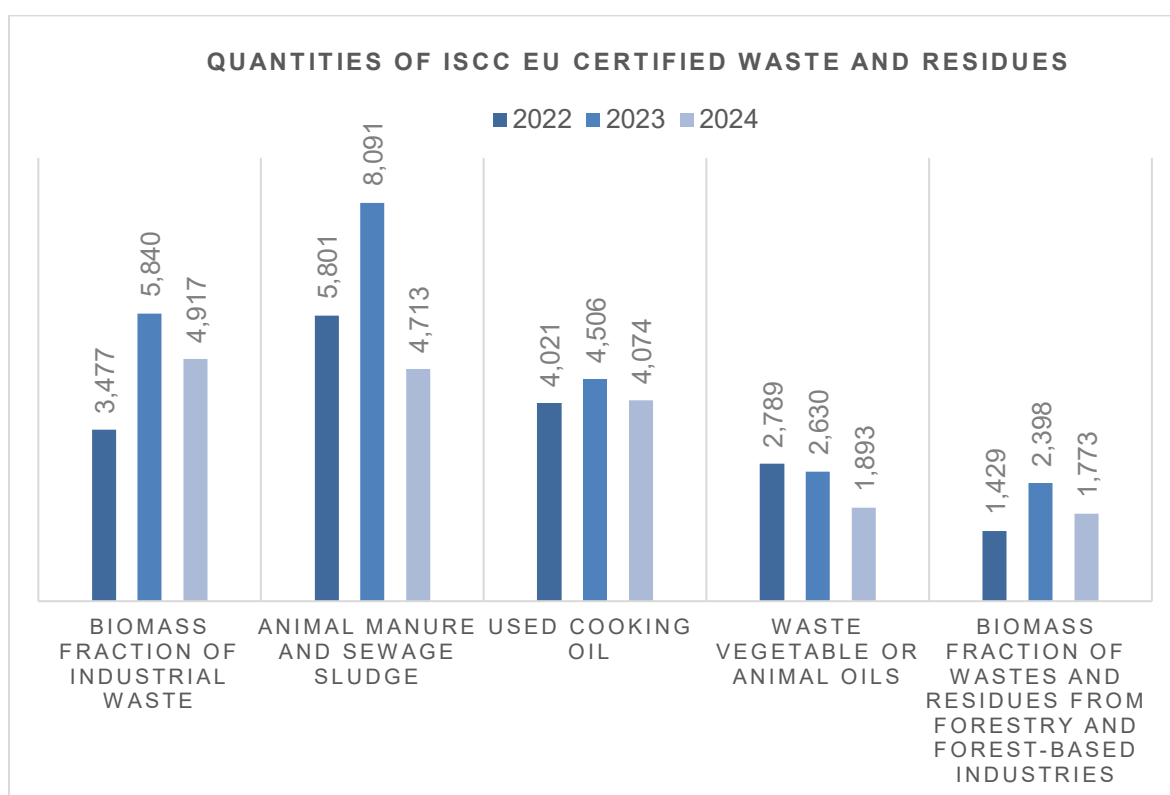 QUANTITIES OF ISCC EU CERTIFIED WASTE AND RESIDUES
2022 2023 2024
3,477
5,840
4,917
5,801
8,091
4,713
4,021
4,506
4,074
2,789
2,630
1,893
1,429
2,398
1,773
BIOMASS
FRACTION OF
INDUSTRIAL
WASTE
ANIMAL MANURE
AND SEWAGE
SLUDGE
USED COOKING
OIL
WASTE
VEGETABLE OR
ANIMAL OILS
BIOMASS
FRACTION OF
WASTES AND
RESIDUES FROM
FORESTRY AND
FOREST-BASED
INDUSTRIES